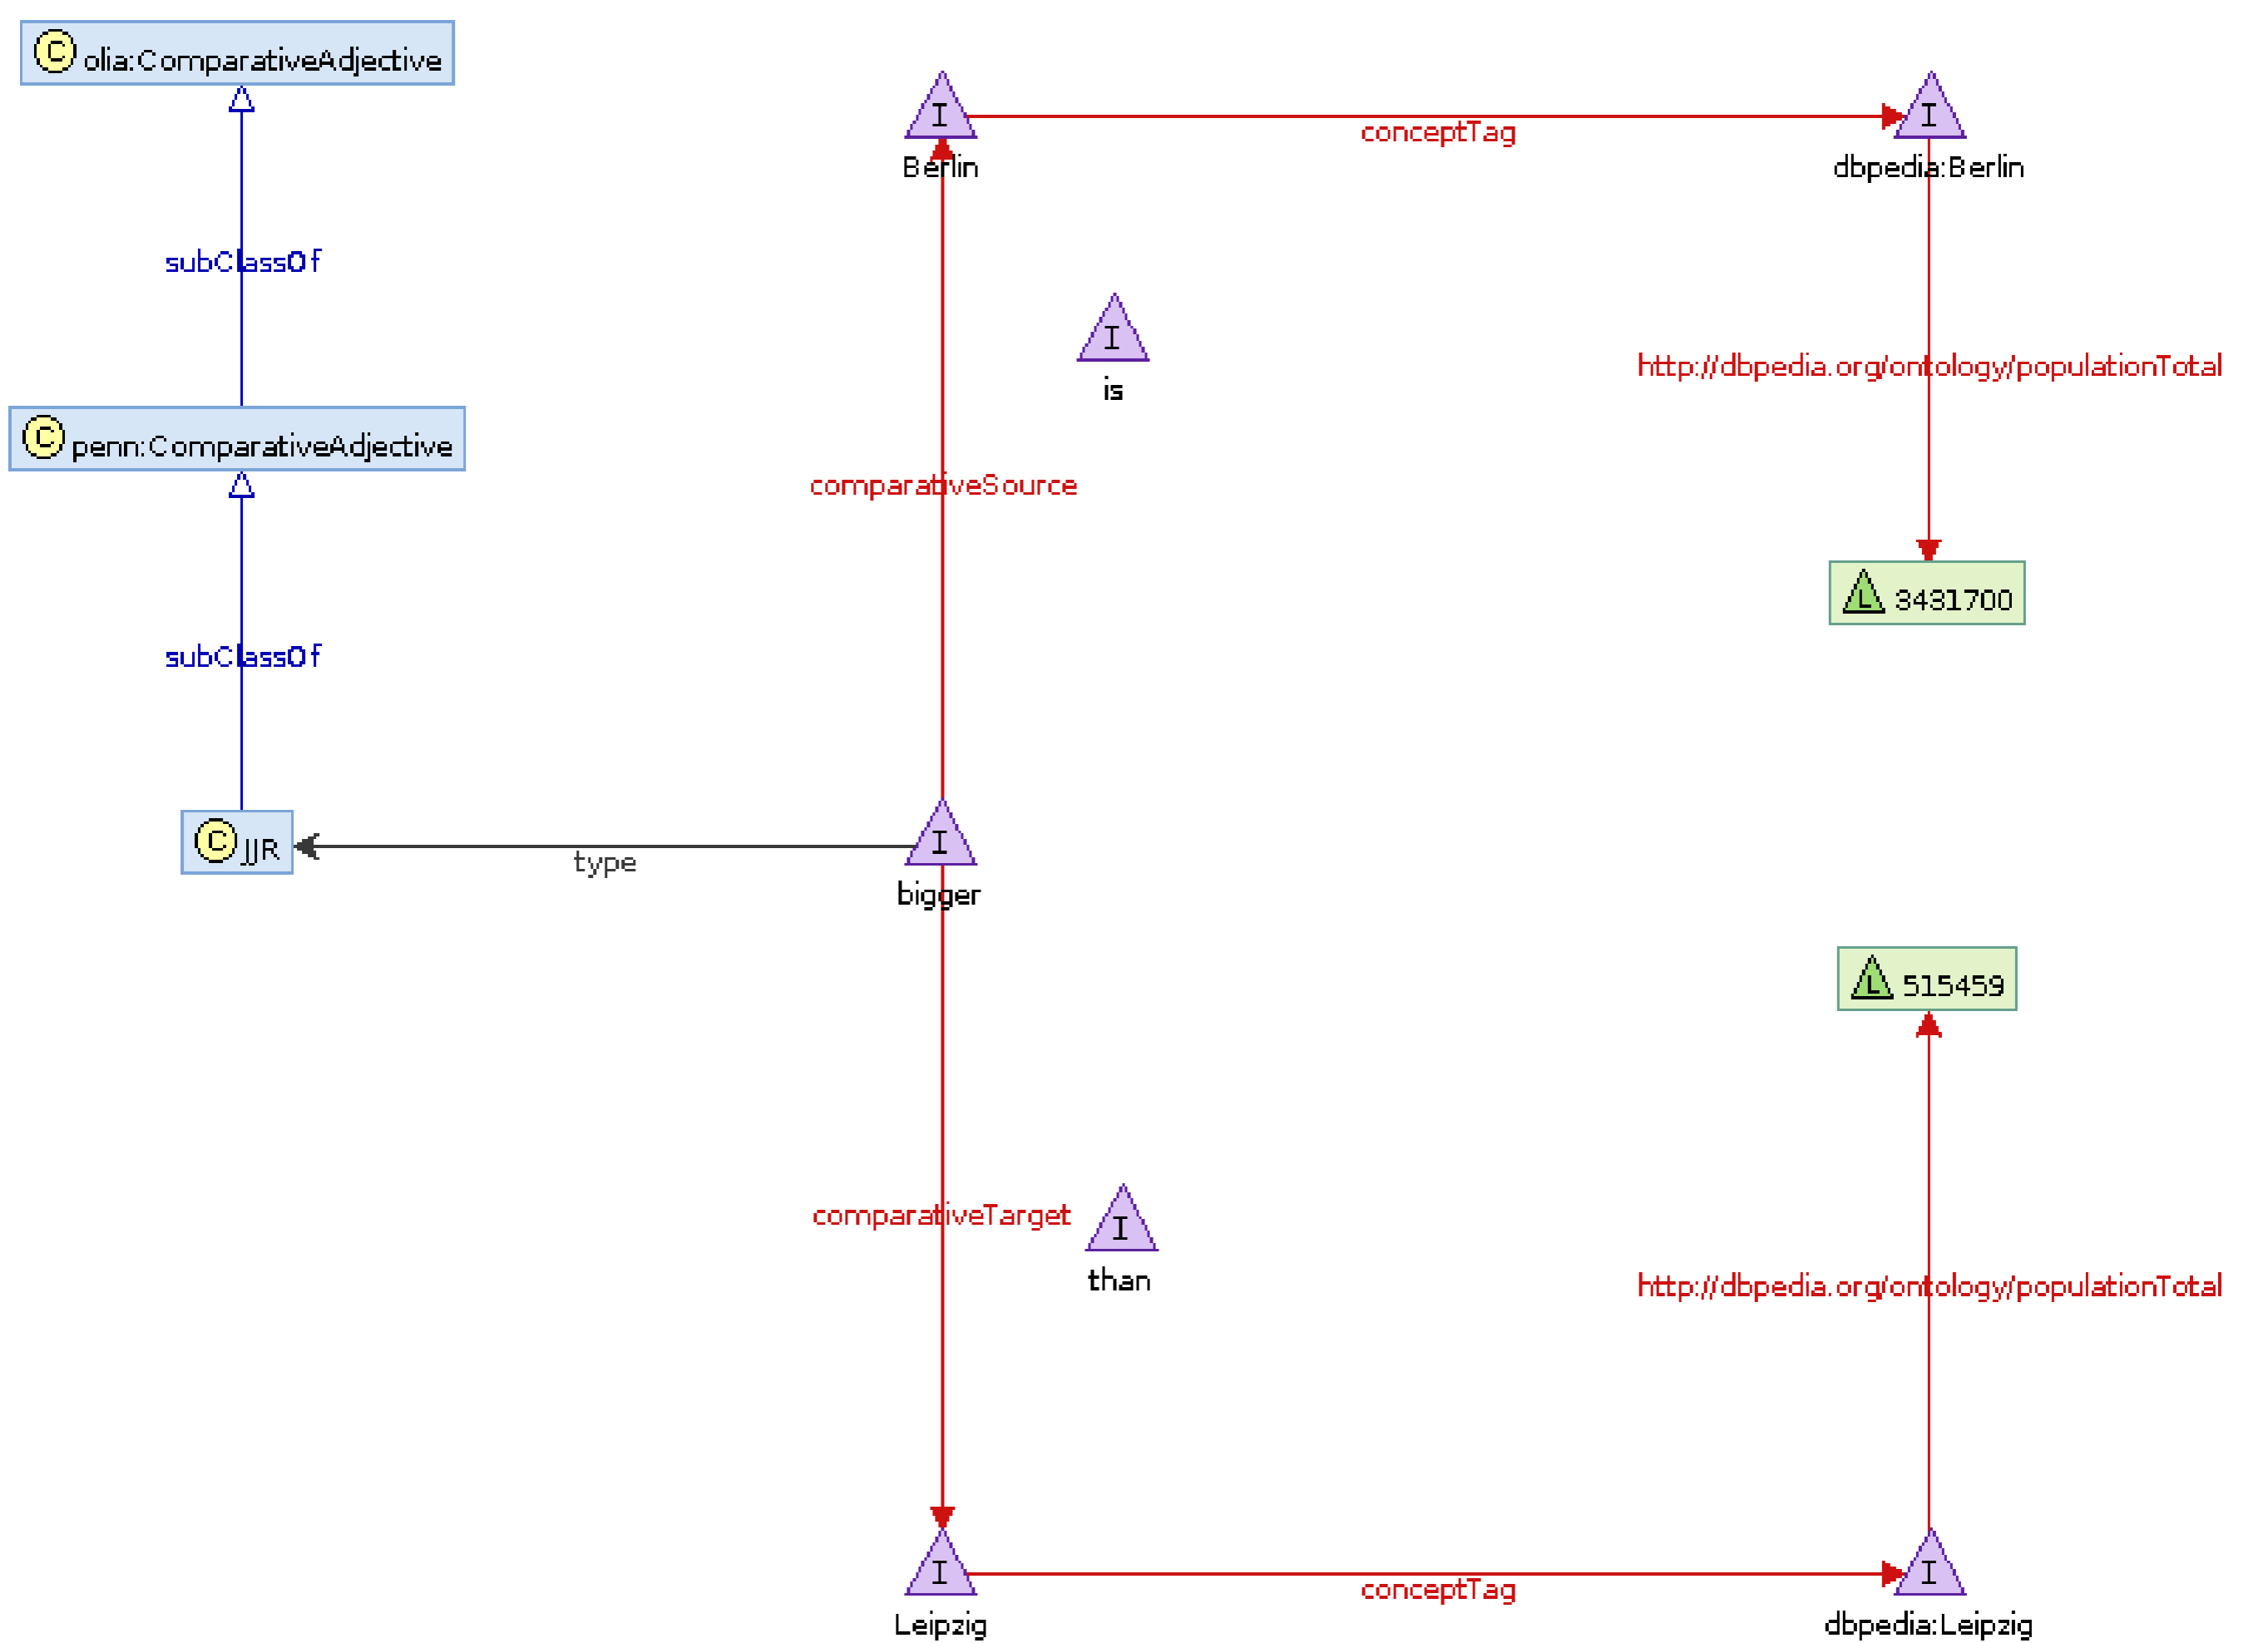 C olia:ComparativeAdjective
I
Berlin
conceptTag
I
dbpedia:Berlin
subClassOf
I
is
http://dbpedia.org/ontology/populationTotal
C penn:ComparativeAdjective
comparativeSource
L 3431700
subClassOf
C JJR
type
I
bigger
L 515459
comparativeTarget
I
than
http://dbpedia.org/ontology/populationTotal
I
Leipzig
conceptTag
I
dbpedia:Leipzig